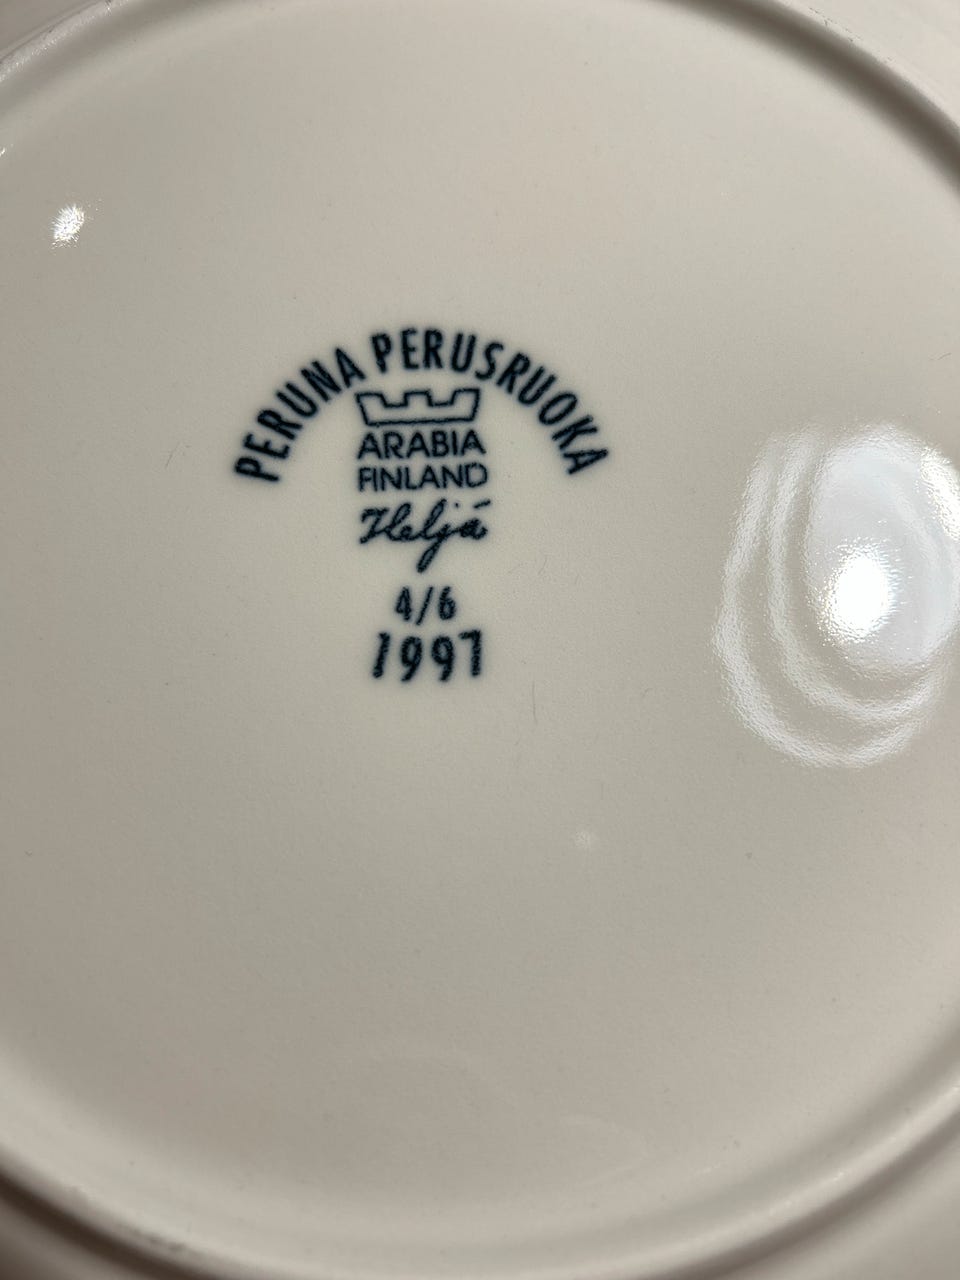 PERUNA PERUSRUOKA
ARABIA
FINLAND
Heljä
4/6
1997